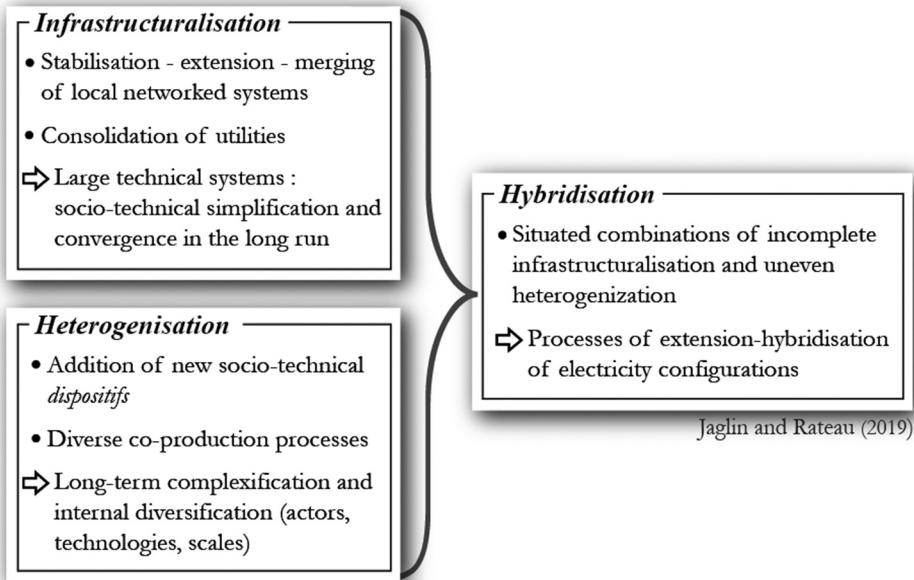 Infrastructuralisation
• Stabilisation - extension - merging
of local networked systems
• Consolidation of utilities
⇨ Large technical systems :
socio-technical simplification and
convergence in the long run
Heterogenisation
• Addition of new socio-technical
dispositifs
• Diverse co-production processes
⇨ Long-term complexification and
internal diversification (actors,
technologies, scales)
Hybridisation
• Situated combinations of incomplete
infrastructuralisation and uneven
heterogenization
⇨ Processes of extension-hybridisation
of electricity configurations
Jaglin and Rateau (2019)